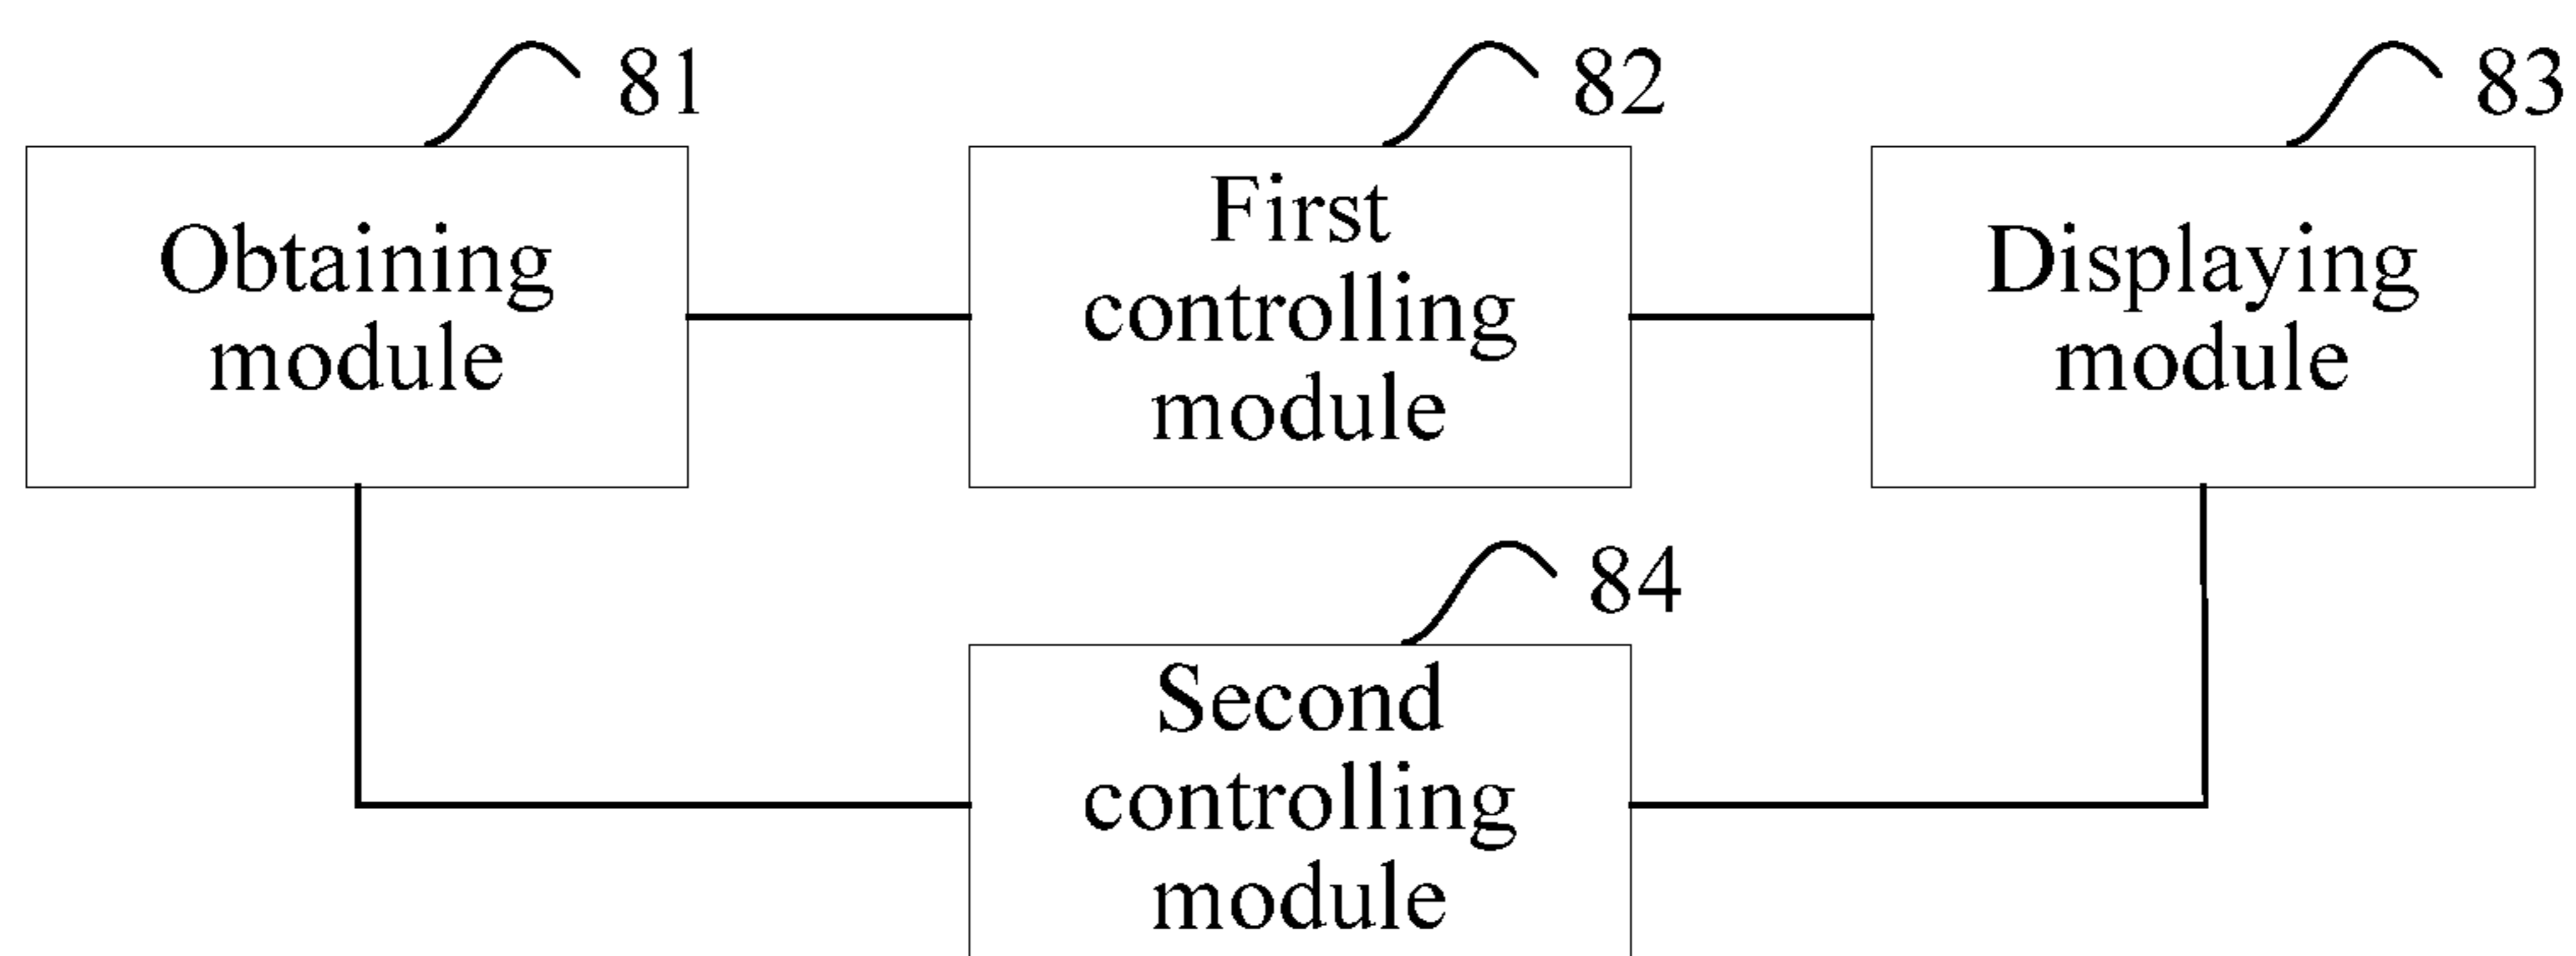 81
82
83
Obtaining
module
First
controlling
module
Displaying
module
84
Second
controlling
module